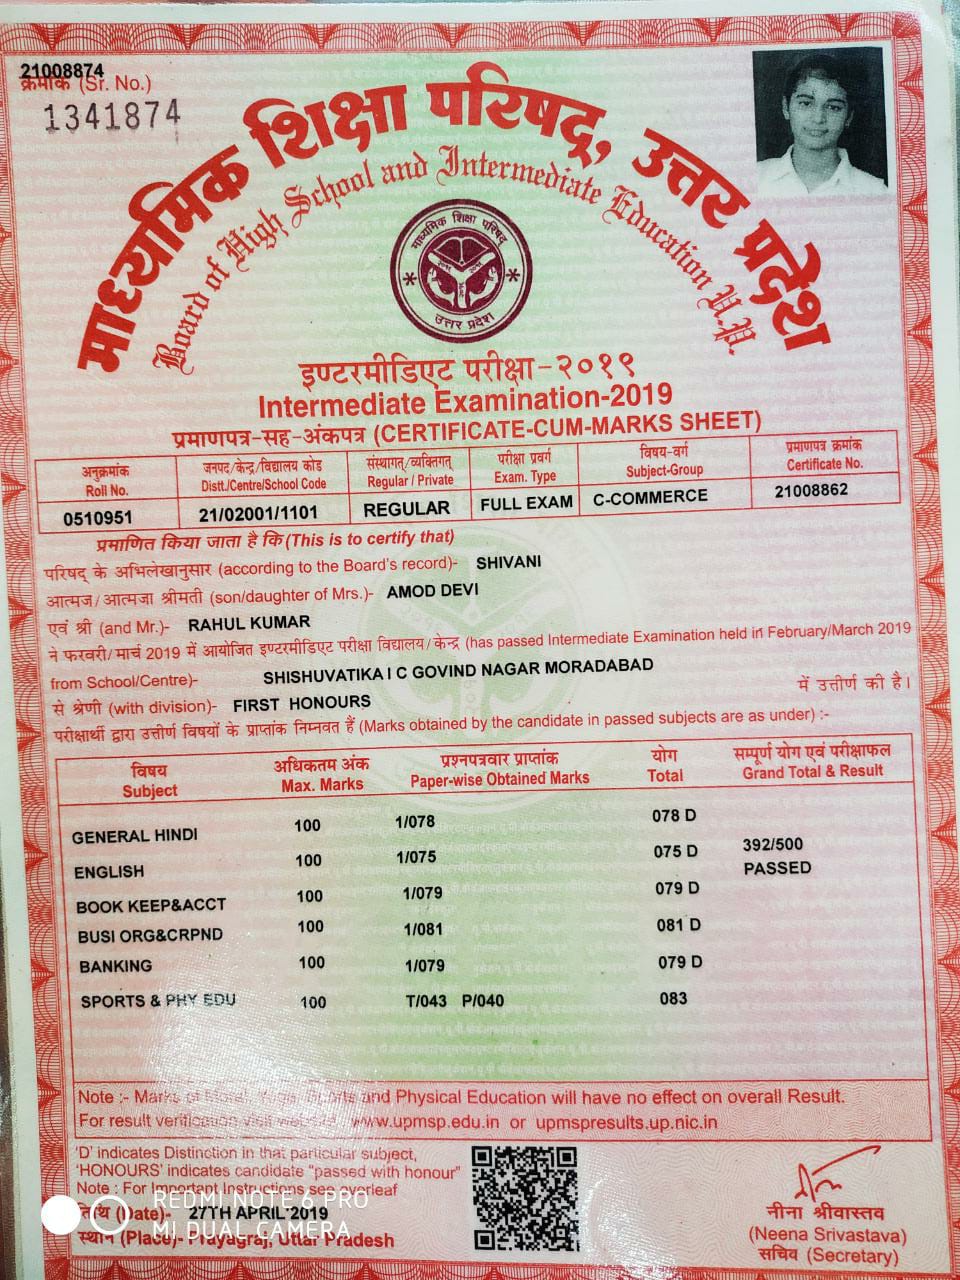 21008874
क्रमांक (Sr. No.)
1341874
माध्यमिक शिक्षा परिषद्, उत्तर प्रदेश
Board of High School and Intermediate Education U.P.
माध्यमिक शिक्षा परिषद्
उत्तर प्रदेश
इण्टरमीडिएट परीक्षा-२०१९
Intermediate Examination-2019
प्रमाणपत्र-सह-अंकपत्र (CERTIFICATE-CUM-MARKS SHEET)
अनुक्रमांक जनपद/केन्द्र/विद्यालय कोड संस्थागत्/व्यक्तिगत् परीक्षा प्रवर्ग विषय-वर्ग प्रमाणपत्र क्रमांक
Roll No. Distt./Centre/School Code Regular / Private Exam. Type Subject-Group Certificate No.
0510951 21/02001/1101 REGULAR FULL EXAM C-COMMERCE 21008862
प्रमाणित किया जाता है कि (This is to certify that)
परिषद् के अभिलेखानुसार (according to the Board's record)- SHIVANI
आत्मज/आत्मजा श्रीमती (son/daughter of Mrs.)- AMOD DEVI
एवं श्री (and Mr.)- RAHUL KUMAR
ने फरवरी/मार्च 2019 में आयोजित इण्टरमीडिएट परीक्षा विद्यालय/केन्द्र (has passed Intermediate Examination held in February/March 2019
from School/Centre)- SHISHUVATIKA I C GOVIND NAGAR MORADABAD में उत्तीर्ण की है।
से श्रेणी (with division)- FIRST HONOURS
परीक्षार्थी द्वारा उत्तीर्ण विषयों के प्राप्तांक निम्नवत हैं (Marks obtained by the candidate in passed subjects are as under) :-
विषय अधिकतम अंक प्रश्नपत्रवार प्राप्तांक योग सम्पूर्ण योग एवं परीक्षाफल
Subject Max. Marks Paper-wise Obtained Marks Total Grand Total & Result
GENERAL HINDI 100 1/078 078 D
ENGLISH 100 1/075 075 D 392/500
PASSED
BOOK KEEP&ACCT 100 1/079 079 D
BUSI ORG&CRPND 100 1/081 081 D
BANKING 100 1/079 079 D
SPORTS & PHY EDU 100 T/043 P/040 083
Note :- Marks of Moral, Yoga, Sports and Physical Education will have no effect on overall Result.
For result verification visit website www.upmsp.edu.in or upmspresults.up.nic.in
'D' indicates Distinction in that particular subject,
'HONOURS' indicates candidate "passed with honour"
Note : For Important Instructions see overleaf
तिथि (Date)- 27TH APRIL'2019
स्थान (Place)- Prayagraj, Uttar Pradesh
REDMI NOTE 6 PRO
MI DUAL CAMERA
नीना श्रीवास्तव
(Neena Srivastava)
सचिव (Secretary)